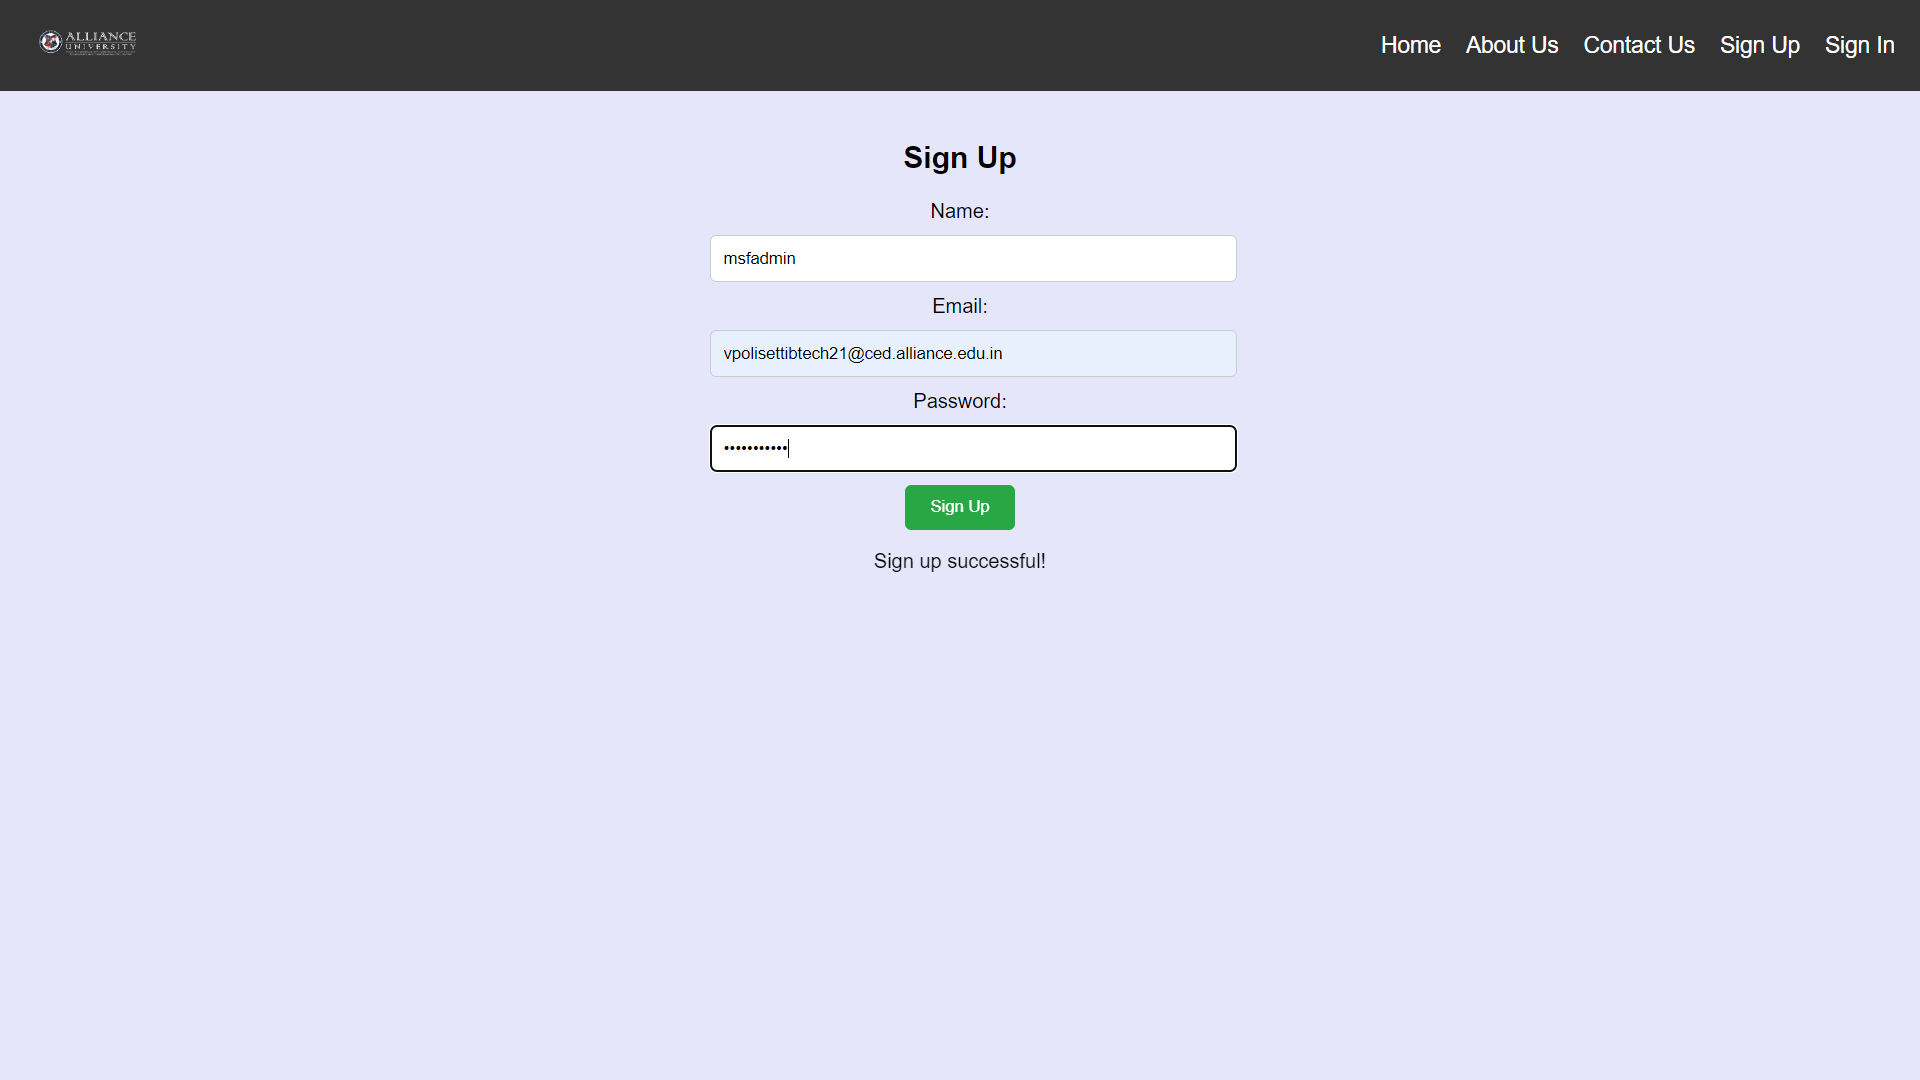 ALLIANCE
UNIVERSITY
Home About Us Contact Us Sign Up Sign In
Sign Up
Name:
msfadmin
Email:
vpolisettibtech21@ced.alliance.edu.in
Password:
•••••••••••
Sign Up
Sign up successful!